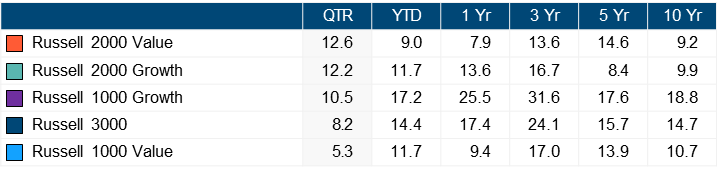 QTR YTD 1 Yr 3 Yr 5 Yr 10 Yr
Russell 2000 Value 12.6 9.0 7.9 13.6 14.6 9.2
Russell 2000 Growth 12.2 11.7 13.6 16.7 8.4 9.9
Russell 1000 Growth 10.5 17.2 25.5 31.6 17.6 18.8
Russell 3000 8.2 14.4 17.4 24.1 15.7 14.7
Russell 1000 Value 5.3 11.7 9.4 17.0 13.9 10.7